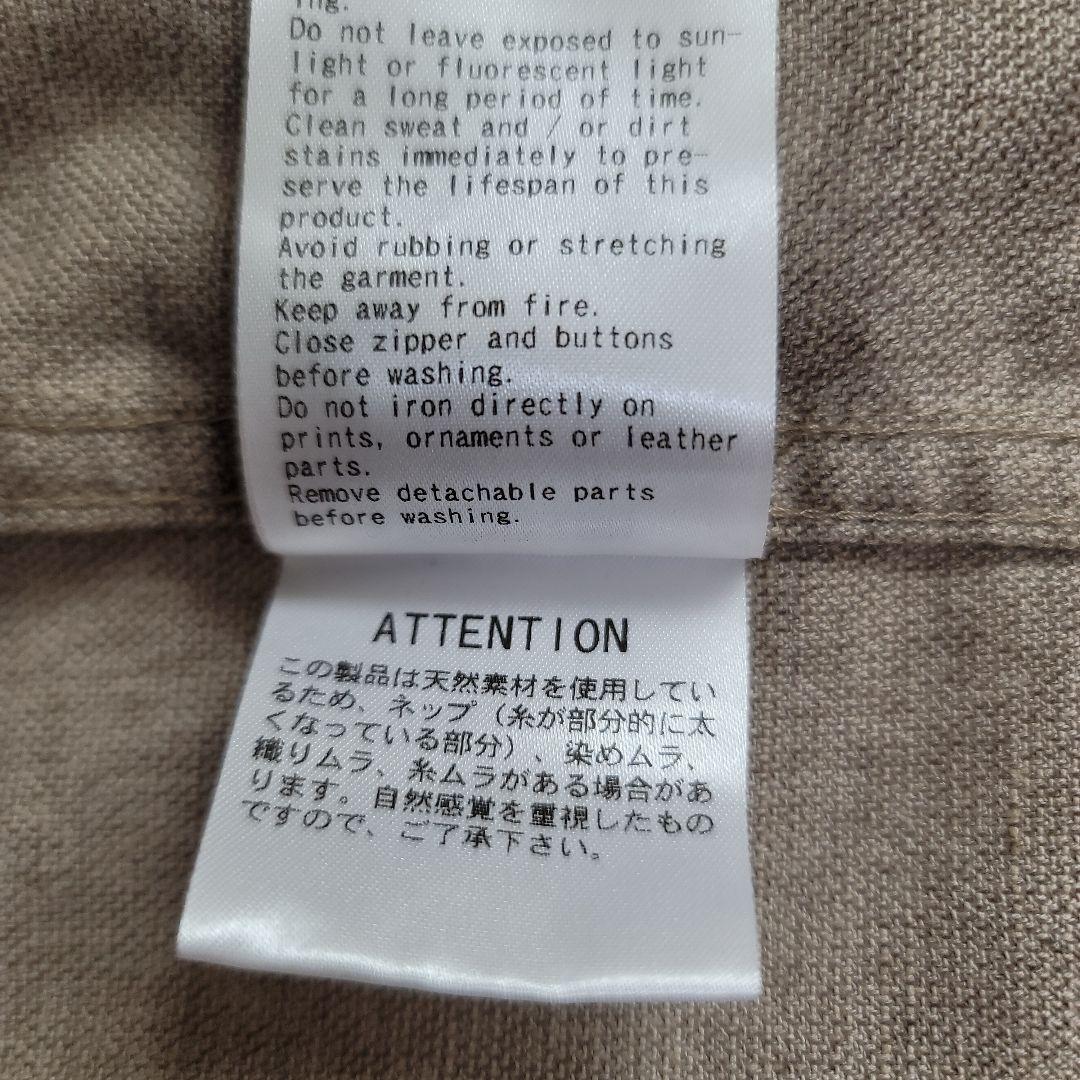 ing.
Do not leave exposed to sun-
light or fluorescent light
for a long period of time.
Clean sweat and / or dirt
stains immediately to pre-
serve the lifespan of this
product.
Avoid rubbing or stretching
the garment.
Keep away from fire.
Close zipper and buttons
before washing.
Do not iron directly on
prints, ornaments or leather
parts.
Remove detachable parts
before washing.
ATTENTION
この製品は天然素材を使用してい
るため、ネップ（糸が部分的に太
くなっている部分）、染めムラ、
織りムラ、糸ムラがある場合があ
ります。自然感覚を重視したもの
ですので、ご了承下さい。